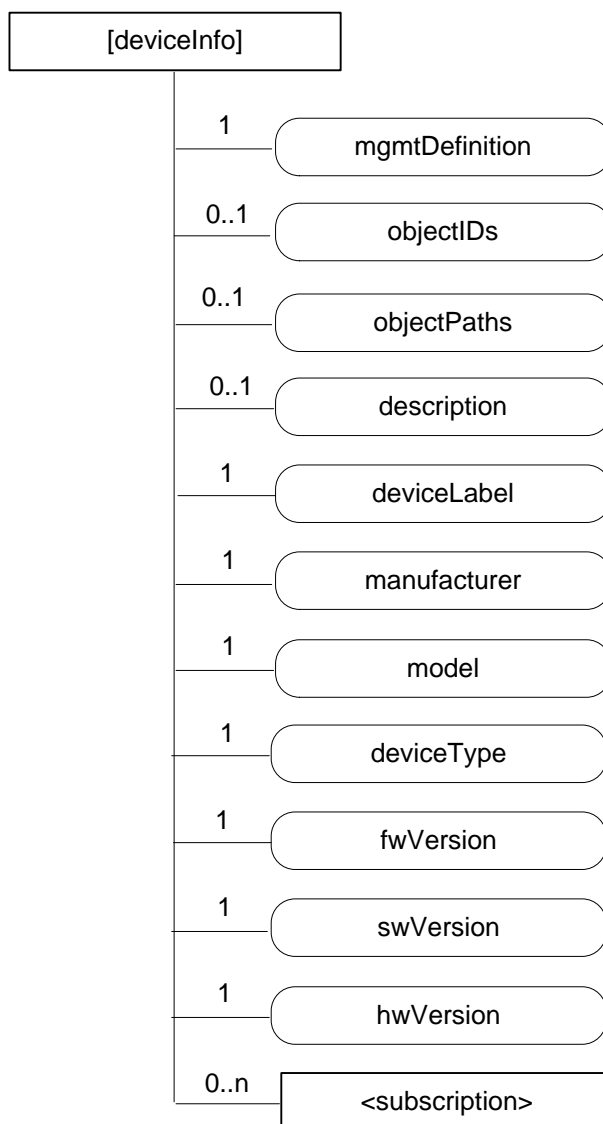 [deviceInfo]
1
mgmtDefinition
0..1
objectIDs
0..1
objectPaths
0..1
description
1
deviceLabel
1
manufacturer
1
model
1
deviceType
1
fwVersion
1
swVersion
1
hwVersion
0..n
<subscription>